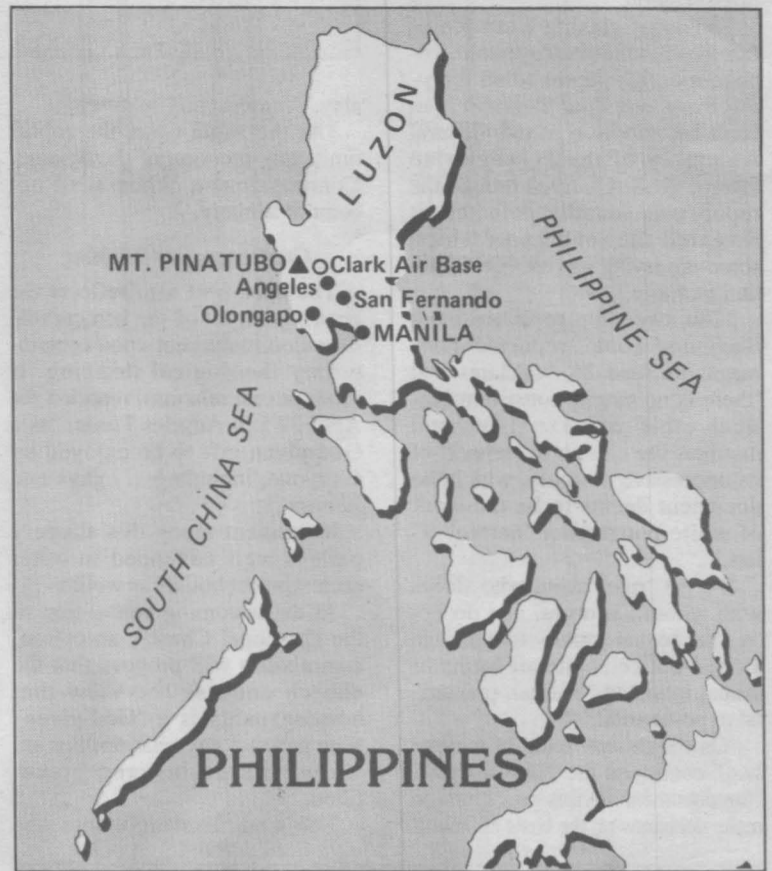 LUZON
PHILIPPINE SEA
MT. PINATUBO
Clark Air Base
Angeles
San Fernando
Olongapo
MANILA
SOUTH CHINA SEA
PHILIPPINES